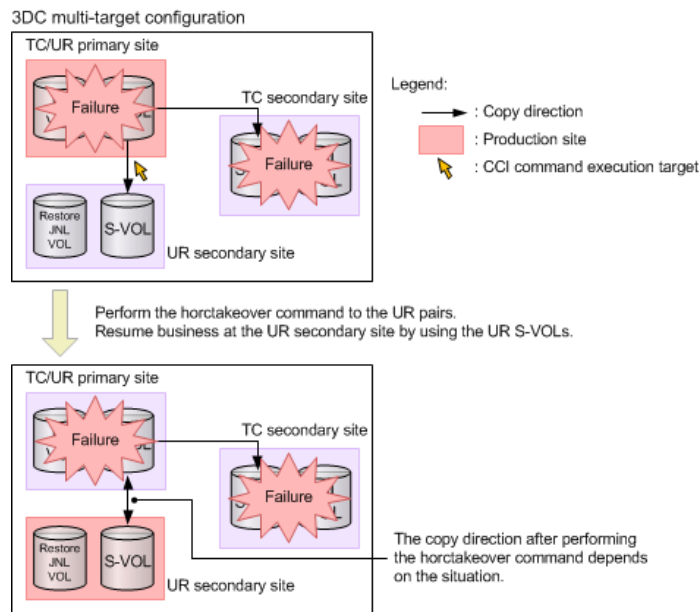 3DC multi-target configuration
TC/UR primary site
Failure
TC secondary site
Failure
Restore
JNL
VOL
S-VOL
UR secondary site
Legend:
: Copy direction
: Production site
: CCI command execution target
Perform the horctakeover command to the UR pairs.
Resume business at the UR secondary site by using the UR S-VOLs.
TC/UR primary site
Failure
TC secondary site
Failure
Restore
JNL
VOL
S-VOL
UR secondary site
The copy direction after performing
the horctakeover command depends
on the situation.